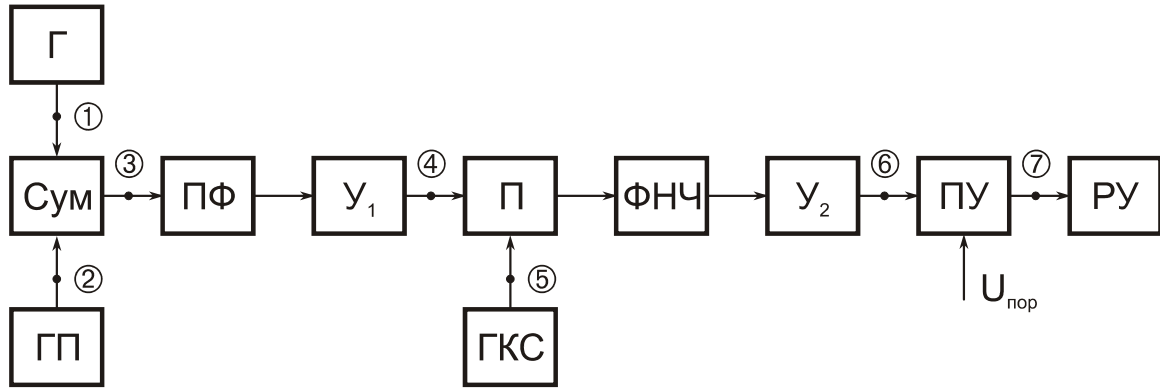 Г
①
Сум
③
ПФ
У₁
④
П
ФНЧ
У₂
⑥
ПУ
⑦
РУ
②
⑤
Uпор
ГП
ГКС